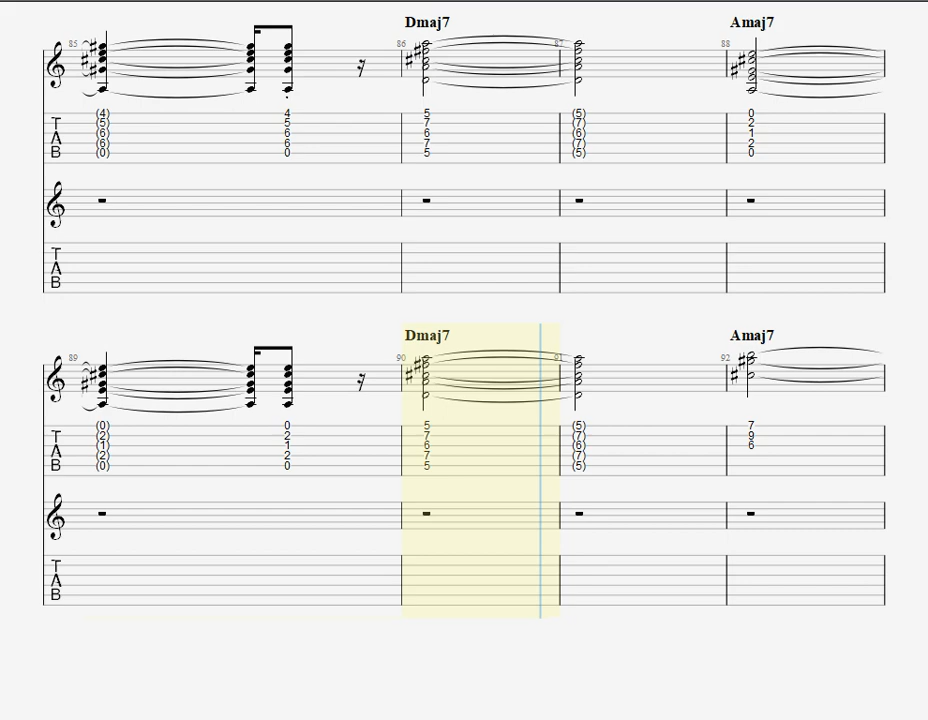 Dmaj7 Amaj7
85 86 87 88
(4) 4 5 (5) 0
T (5) 5 7 (7) 2
(6) 6 6 (6) 1
A (6) 6 7 (7) 2
B (0) 0 5 (5) 0
T
A
B
Dmaj7 Amaj7
89 90 91 92
(0) 0 5 (5) 7
T (2) 2 7 (7) 9
(1) 1 6 (6) 6
A (2) 2 7 (7)
B (0) 0 5 (5)
T
A
B